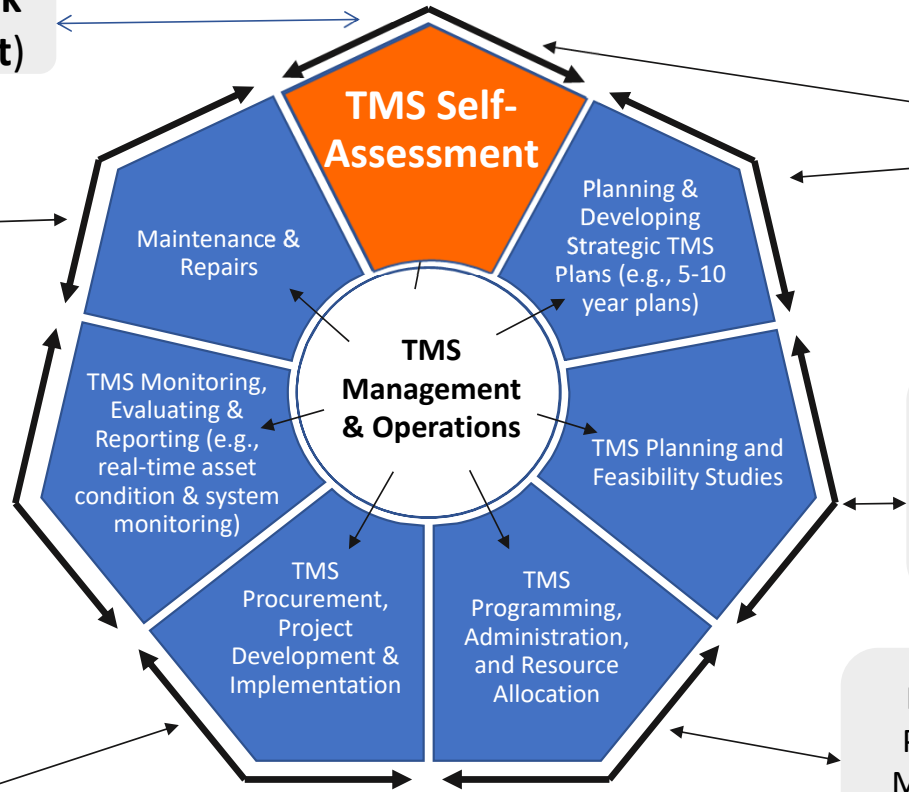 t)
TMS Self-
Assessment
Planning &
Developing
Strategic TMS
Plans (e.g., 5-10
year plans)
Maintenance &
Repairs
TMS
Management
& Operations
TMS Monitoring,
Evaluating &
Reporting (e.g.,
real-time asset
condition & system
monitoring)
TMS Planning and
Feasibility Studies
TMS
Procurement,
Project
Development &
Implementation
TMS
Programming,
Administration,
and Resource
Allocation